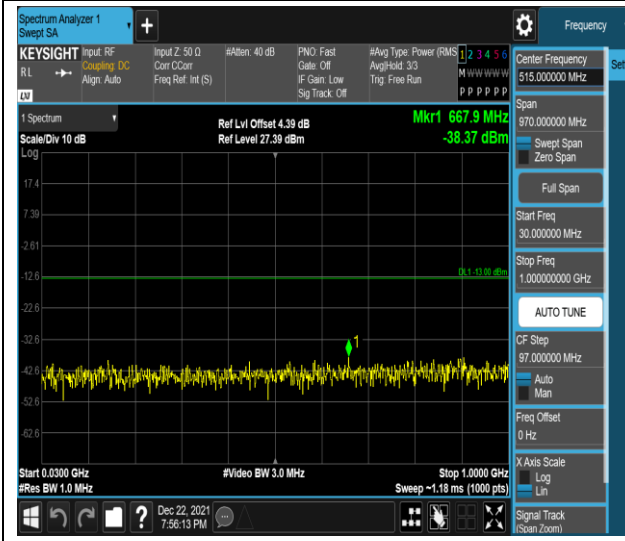 Spectrum Analyzer 1
Swept SA
Frequency
KEYSIGHT
RL
LXI
Input: RF
Coupling: DC
Align: Auto
Input Z: 50 Ω
Corr CCorr
Freq Ref: Int (S)
#Atten: 40 dB
PNO: Fast
Gate: Off
IF Gain: Low
Sig Track: Off
#Avg Type: Power (RMS
Avg|Hold: 3/3
Trig: Free Run
1 2 3 4 5 6
M W W W W W
P P P P P P
1 Spectrum
Scale/Div 10 dB
Log
Ref Lvl Offset 4.39 dB
Ref Level 27.39 dBm
Mkr1 667.9 MHz
-38.37 dBm
17.4
7.39
-2.61
-12.6
DL1 -13.00 dBm
-22.6
-32.6
1
-42.6
-52.6
-62.6
Start 0.0300 GHz
#Res BW 1.0 MHz
#Video BW 3.0 MHz
Stop 1.0000 GHz
Sweep ~1.18 ms (1000 pts)
Dec 22, 2021
7:56:13 PM
Center Frequency
515.000000 MHz
Set
Span
970.000000 MHz
Swept Span
Zero Span
Full Span
Start Freq
30.000000 MHz
Stop Freq
1.000000000 GHz
AUTO TUNE
CF Step
97.000000 MHz
Auto
Man
Freq Offset
0 Hz
X Axis Scale
Log
Lin
Signal Track
(Span Zoom)